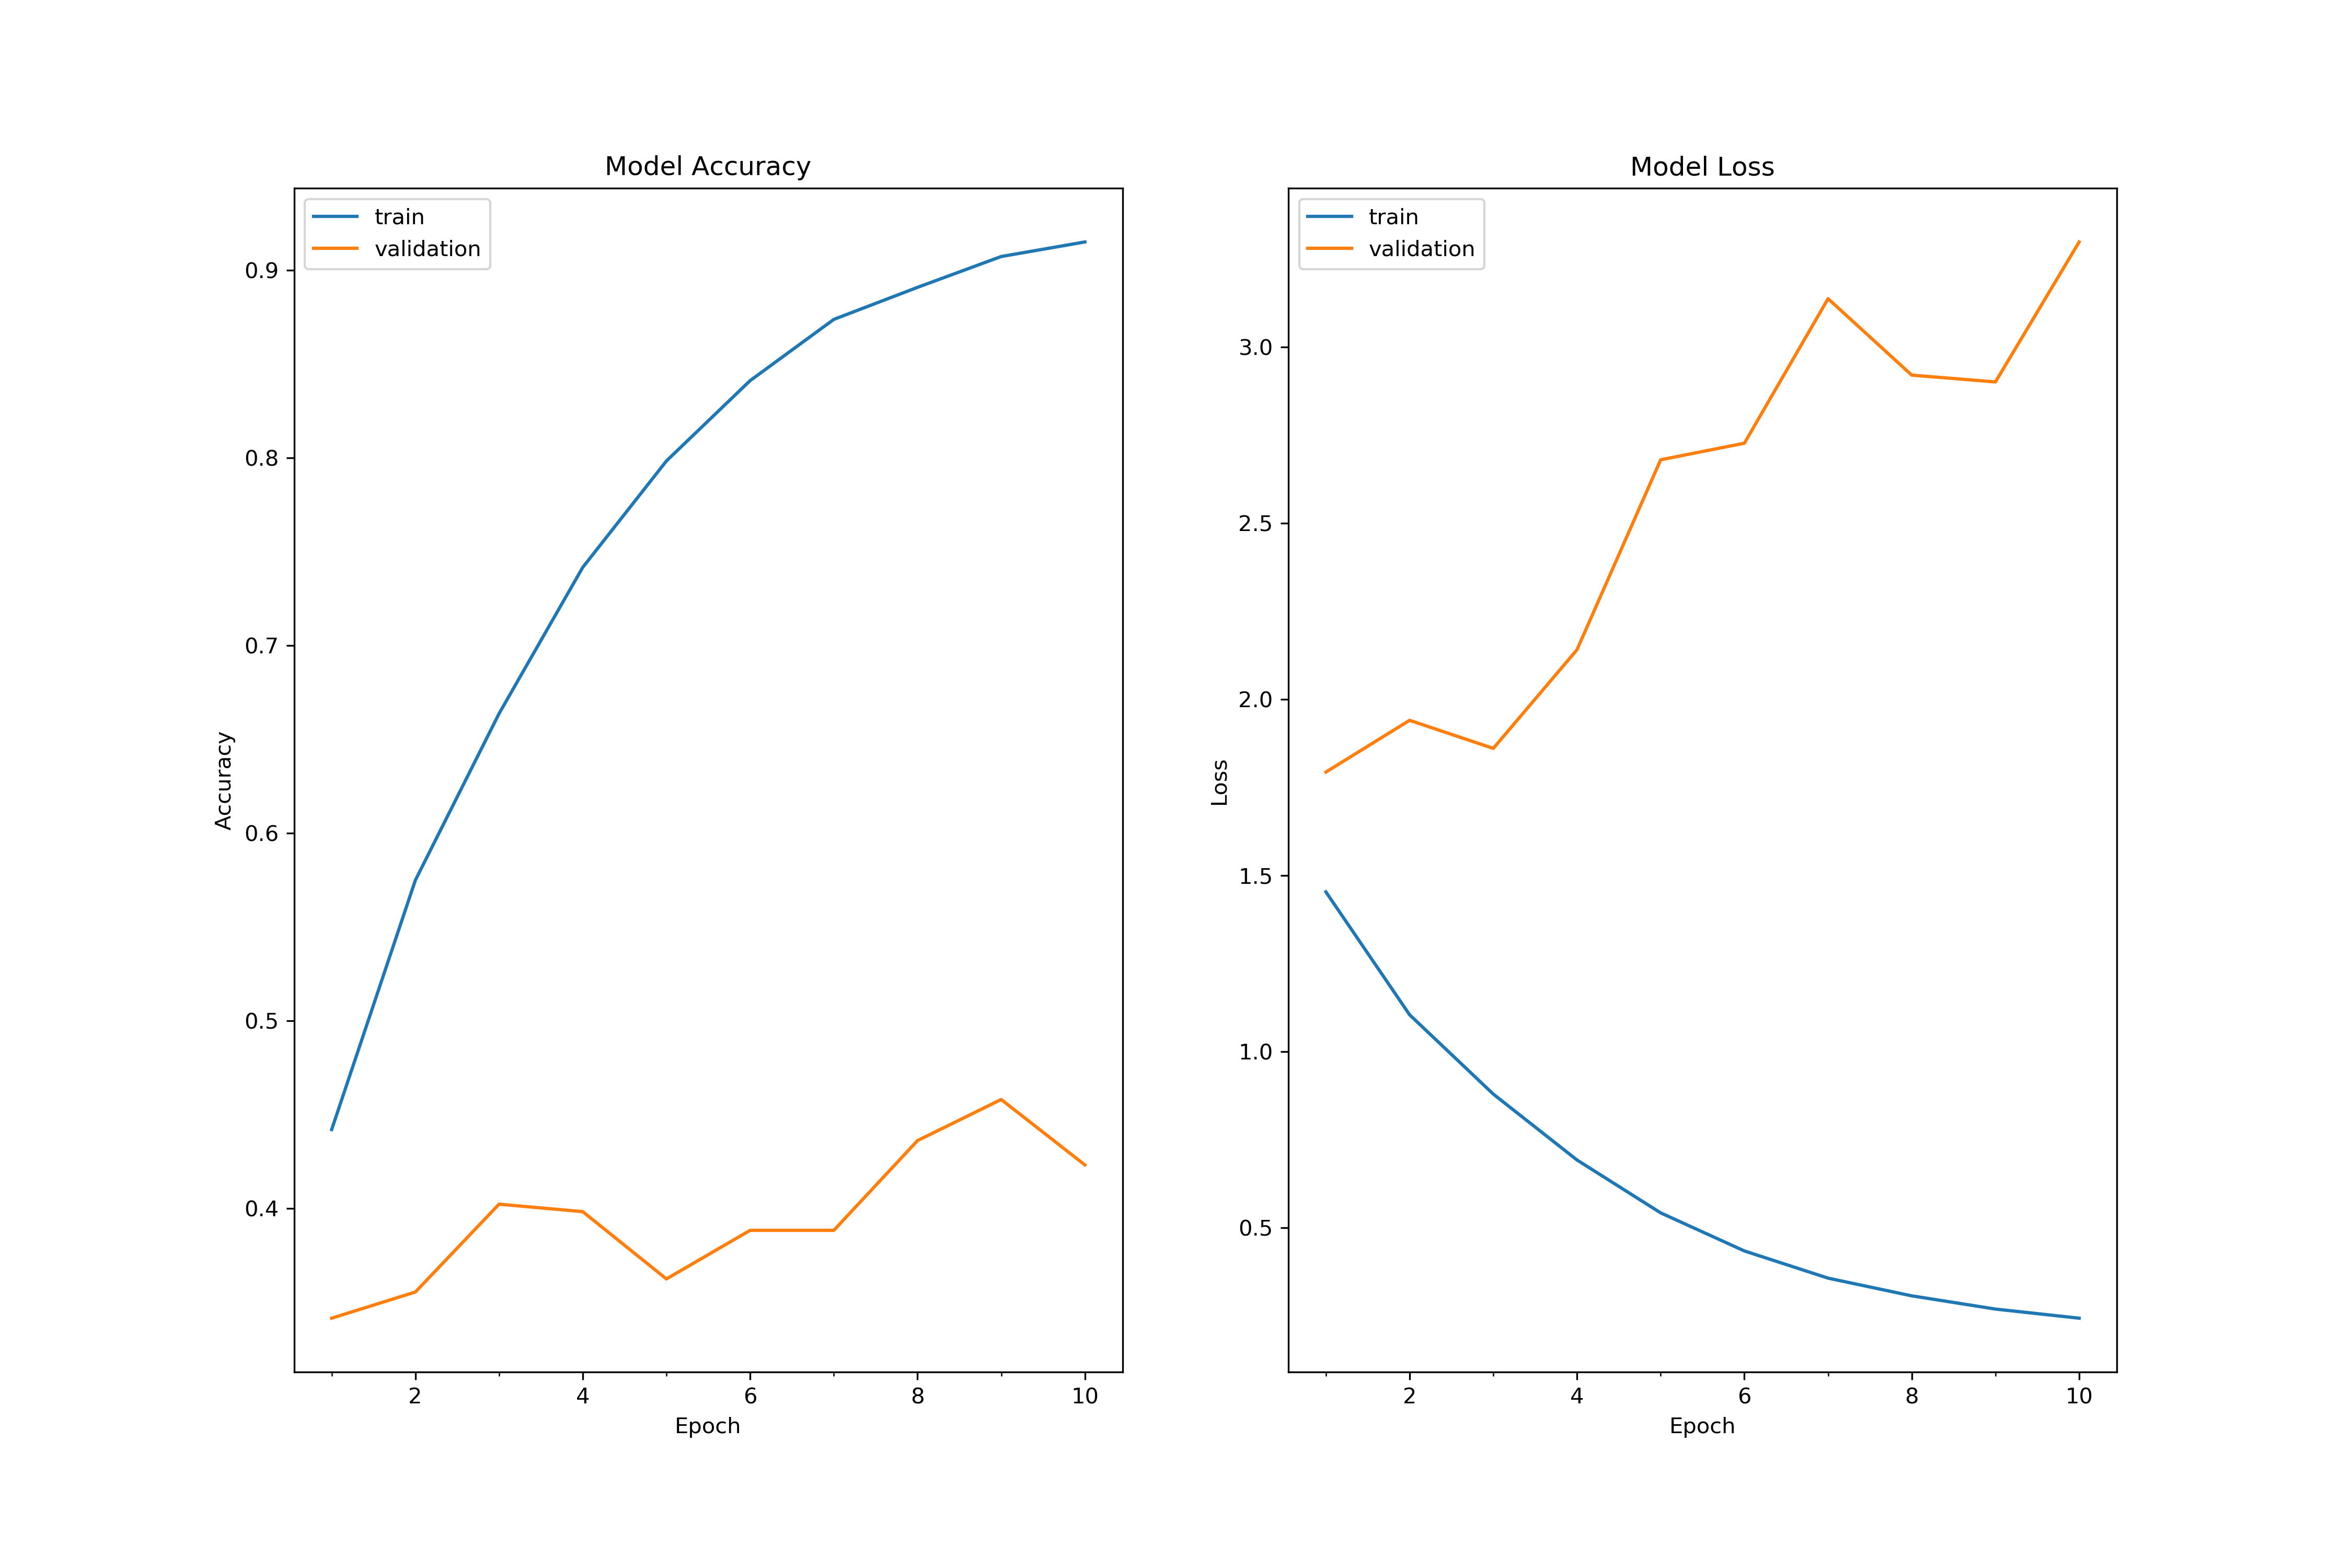 Model Accuracy
train
validation
0.9
0.8
0.7
0.6
0.5
0.4
Accuracy
2 4 6 8 10
Epoch
Model Loss
train
validation
3.0
2.5
2.0
1.5
1.0
0.5
Loss
2 4 6 8 10
Epoch